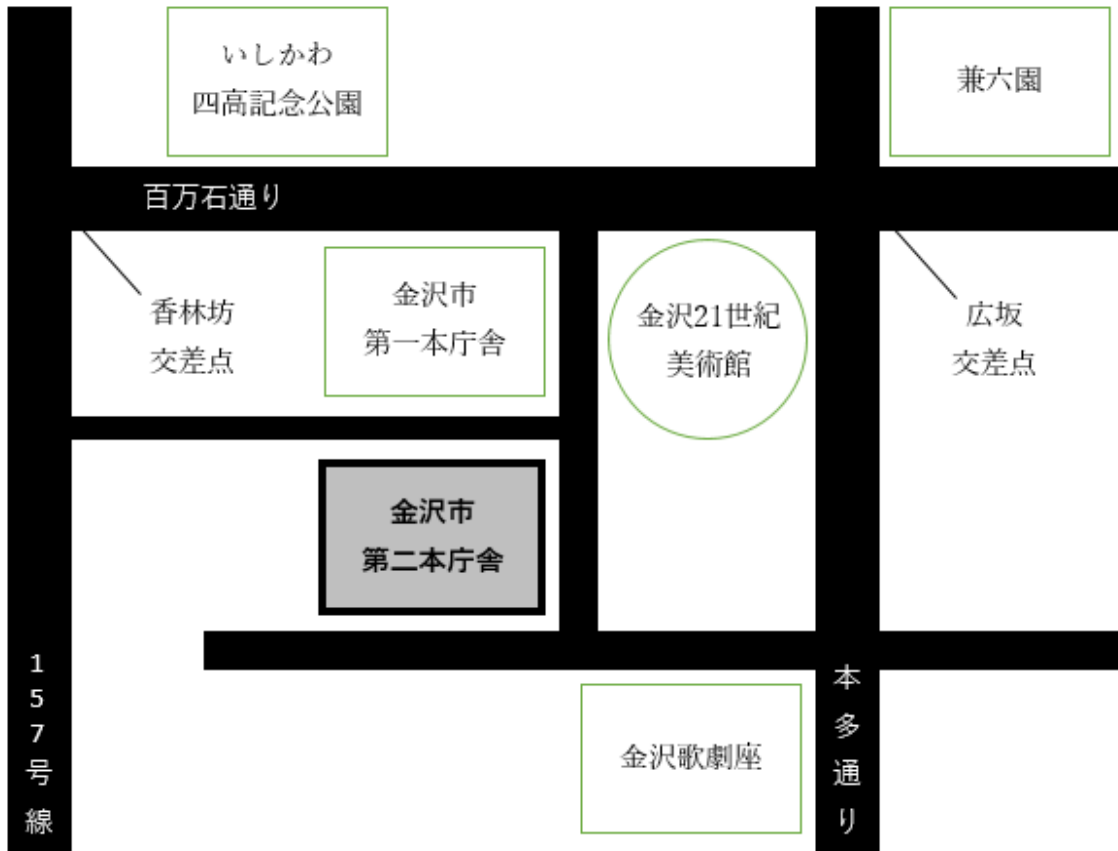 いしかわ
四高記念公園
兼六園
百万石通り
香林坊
交差点
金沢市
第一本庁舎
金沢21世紀
美術館
広坂
交差点
金沢市
第二本庁舎
157号線
本多通り
金沢歌劇座